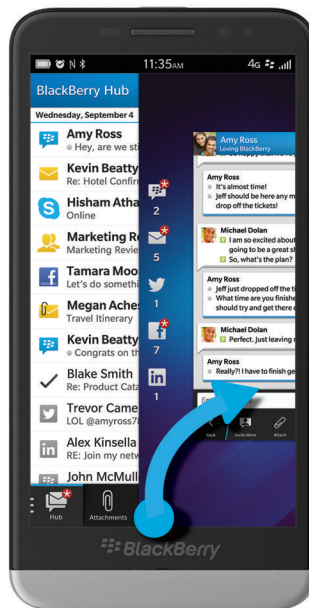 11:35AM
4G
BlackBerry Hub
Wednesday, September 4
Amy Ross
Hey, are we sti
Kevin Beatty
Re: Hotel Confir
Hisham Atha
Online
Marketing R
Marketing Revie
Tamara Moo
Let's do somethi
Megan Aches
Travel Itinerary
Kevin Beatty
Congrats on th
Blake Smith
Re: Product Cata
Trevor Came
LOL @amyross78
Alex Kinsella
RE: Join my netw
John McMull
Hub
Attachments
2
5
1
7
1
Amy Ross
Loving BlackBerry
Amy Ross
It's almost time!
Jeff should be here any m
drop off the tickets!
Michael Dolan
I am so excited about
going to be a great s
So, what's the plan?
Amy Ross
Jeff just dropped off the ti
What time are you finishe
should try and get there e
Michael Dolan
Perfect. Just leaving n
Amy Ross
Really?! I have to finish ge
Back
Invite More
Attach
BlackBerry